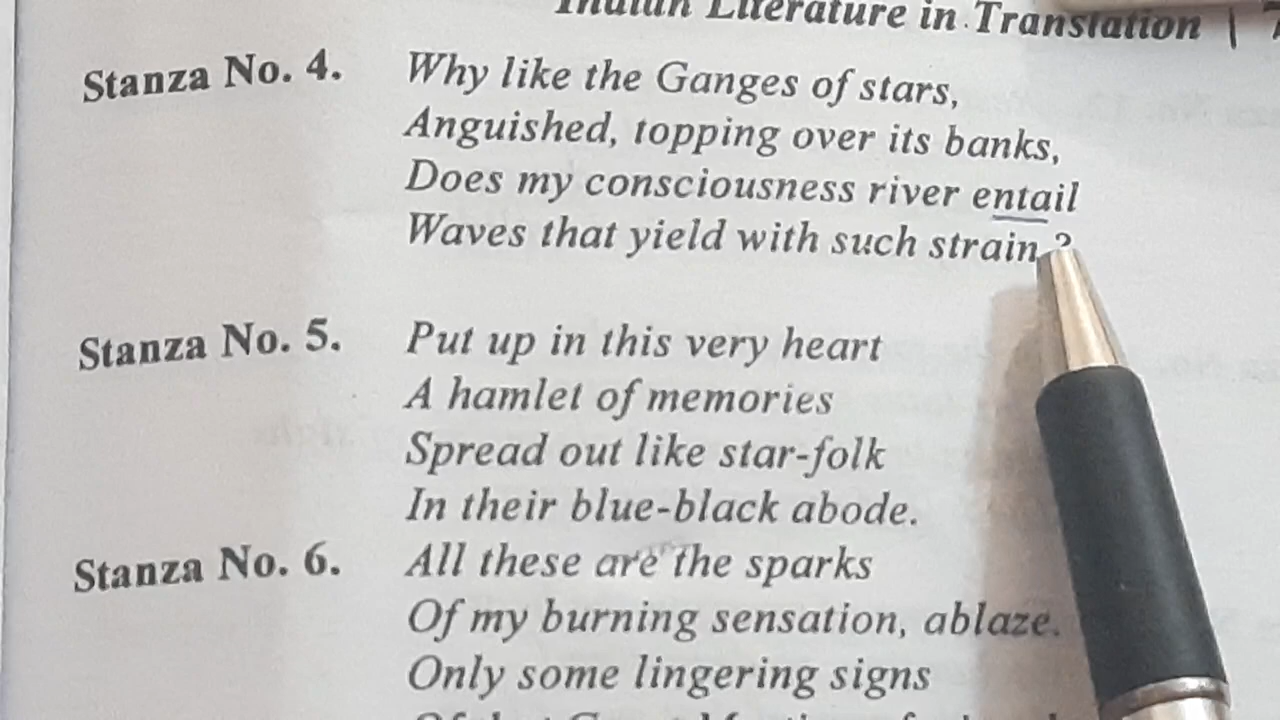 Indian Literature in Translation |
Stanza No. 4. Why like the Ganges of stars,
Anguished, topping over its banks,
Does my consciousness river entail
Waves that yield with such strain ?
Stanza No. 5. Put up in this very heart
A hamlet of memories
Spread out like star-folk
In their blue-black abode.
Stanza No. 6. All these are the sparks
Of my burning sensation, ablaze.
Only some lingering signs